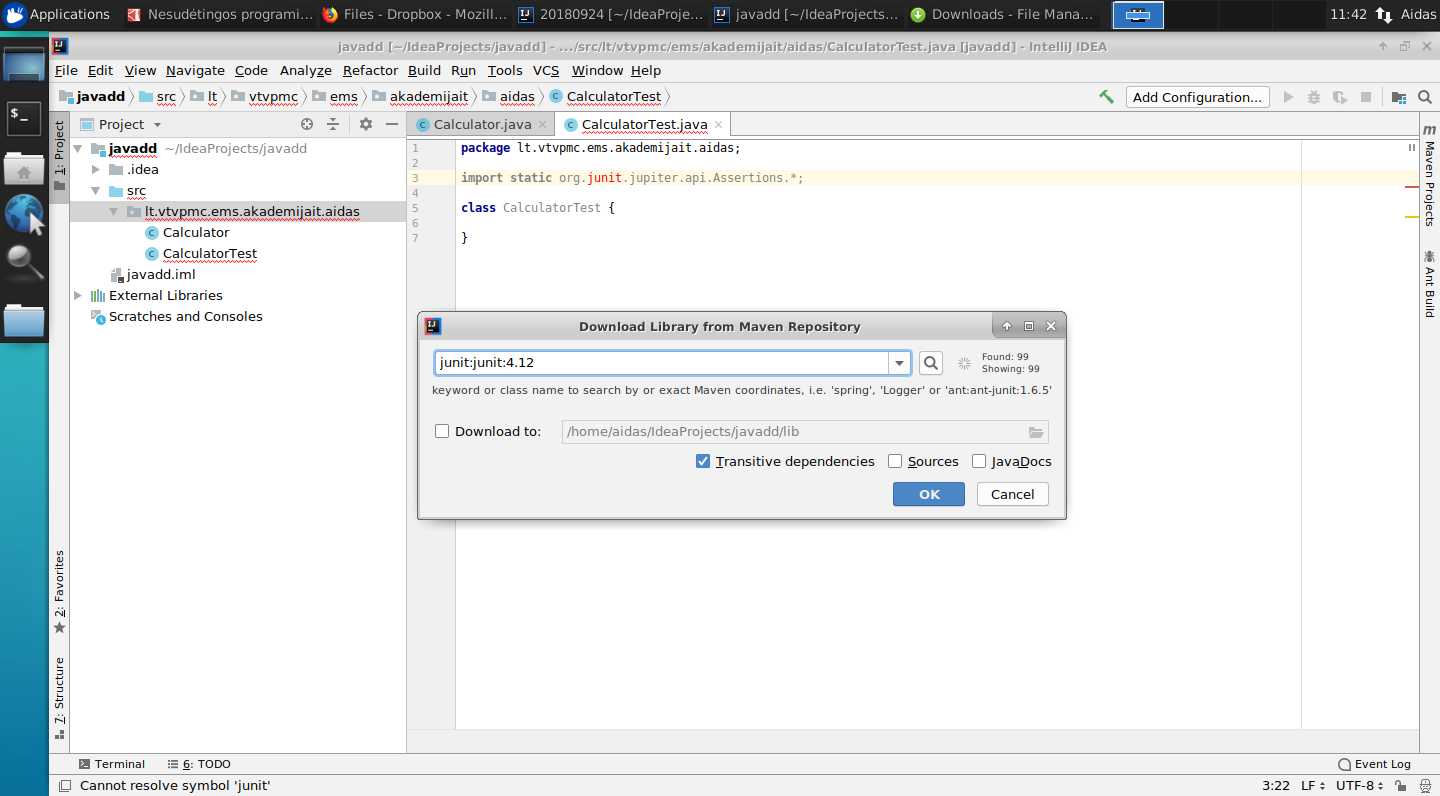 Applications
Nesudėtingos programi...
Files - Dropbox - Mozill...
20180924 [~/IdeaProje...
javadd [~/IdeaProjects...
Downloads - File Mana...
11:42
Aidas
javadd [~/IdeaProjects/javadd] - .../src/lt/vtvpmc/ems/akademijait/aidas/CalculatorTest.java [javadd] - IntelliJ IDEA
File Edit View Navigate Code Analyze Refactor Build Run Tools VCS Window Help
javadd src lt vtvpmc ems akademijait aidas CalculatorTest
Add Configuration...
1: Project
Project
javadd ~/IdeaProjects/javadd
.idea
src
lt.vtvpmc.ems.akademijait.aidas
Calculator
CalculatorTest
javadd.iml
External Libraries
Scratches and Consoles
2: Favorites
7: Structure
Calculator.java
CalculatorTest.java
1 package lt.vtvpmc.ems.akademijait.aidas;
2
3 import static org.junit.jupiter.api.Assertions.*;
4
5 class CalculatorTest {
6
7 }
Maven Projects
Ant Build
Download Library from Maven Repository
junit:junit:4.12
Found: 99
Showing: 99
keyword or class name to search by or exact Maven coordinates, i.e. 'spring', 'Logger' or 'ant:ant-junit:1.6.5'
Download to:
/home/aidas/IdeaProjects/javadd/lib
Transitive dependencies
Sources
JavaDocs
OK
Cancel
Terminal
6: TODO
Event Log
Cannot resolve symbol 'junit'
3:22 LF UTF-8